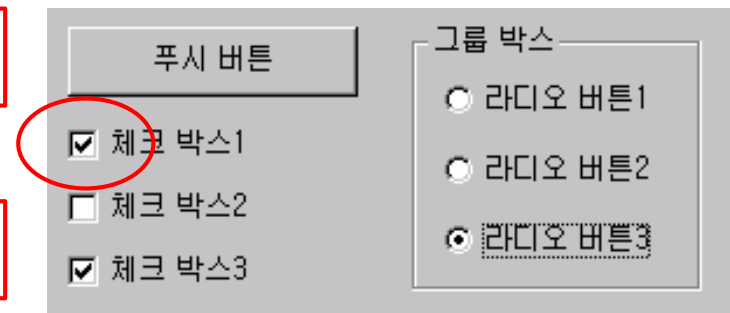 푸시 버튼
체크 박스1
체크 박스2
체크 박스3
그룹 박스
라디오 버튼1
라디오 버튼2
라디오 버튼3